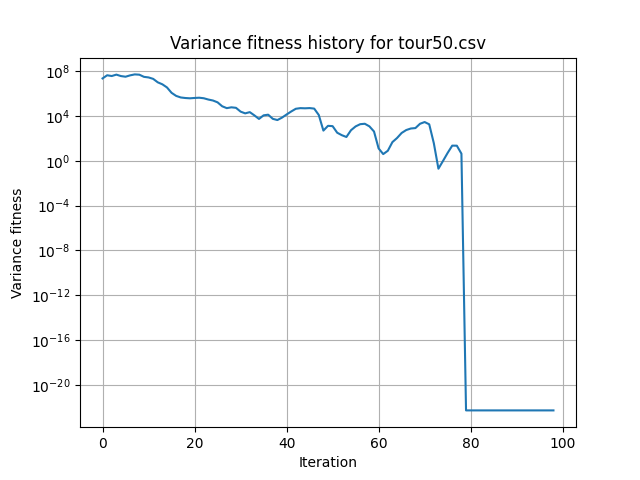 Variance fitness history for tour50.csv
Variance fitness
10^8
10^4
10^0
10^−4
10^−8
10^−12
10^−16
10^−20
0 20 40 60 80 100
Iteration